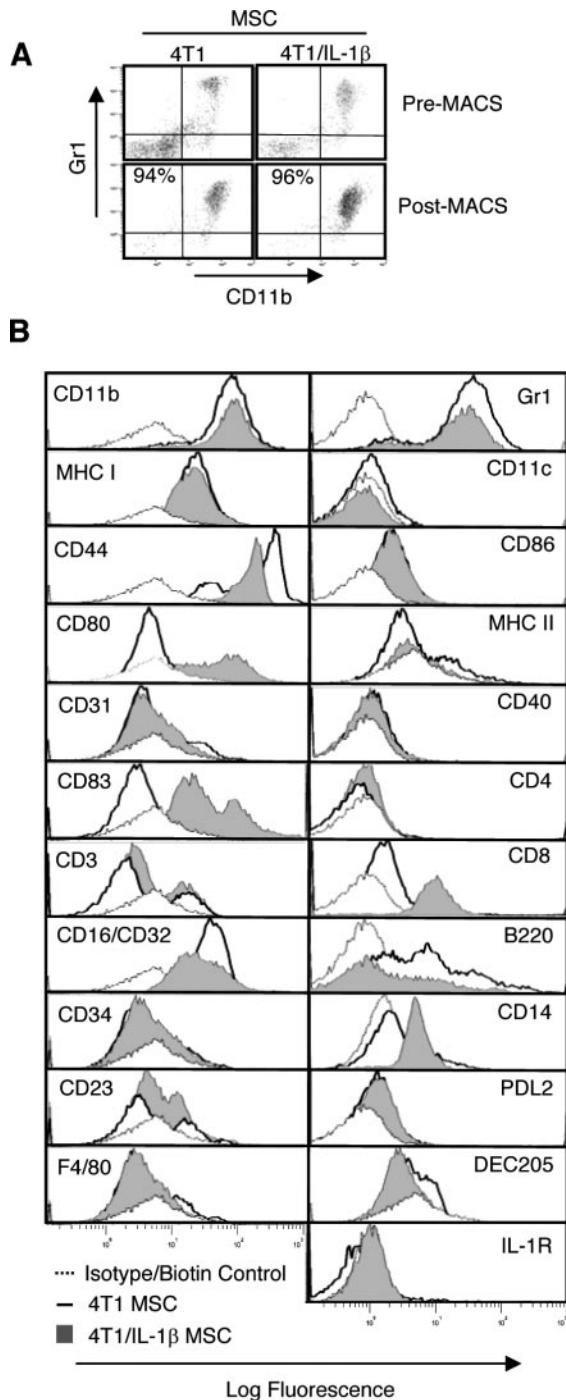 MSC
A
4T1 4T1/IL-1β
Gr1
Pre-MACS
94% 96%
Post-MACS
CD11b
B
CD11b Gr1
MHC I CD11c
CD44 CD86
CD80 MHC II
CD31 CD40
CD83 CD4
CD3 CD8
CD16/CD32 B220
CD34 CD14
CD23 PDL2
F4/80 DEC205
IL-1R
Isotype/Biotin Control
4T1 MSC
4T1/IL-1β MSC
Log Fluorescence